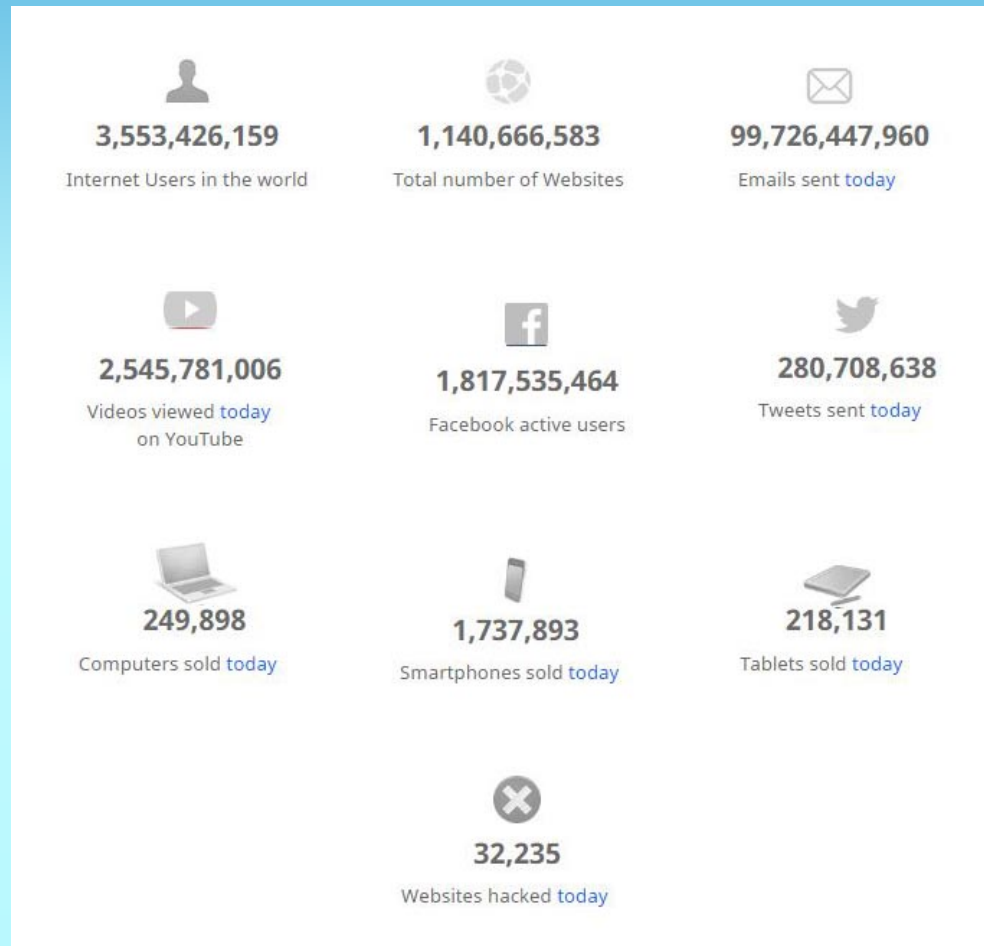 3,553,426,159
Internet Users in the world
1,140,666,583
Total number of Websites
99,726,447,960
Emails sent today
2,545,781,006
Videos viewed today
on YouTube
1,817,535,464
Facebook active users
280,708,638
Tweets sent today
249,898
Computers sold today
1,737,893
Smartphones sold today
218,131
Tablets sold today
32,235
Websites hacked today